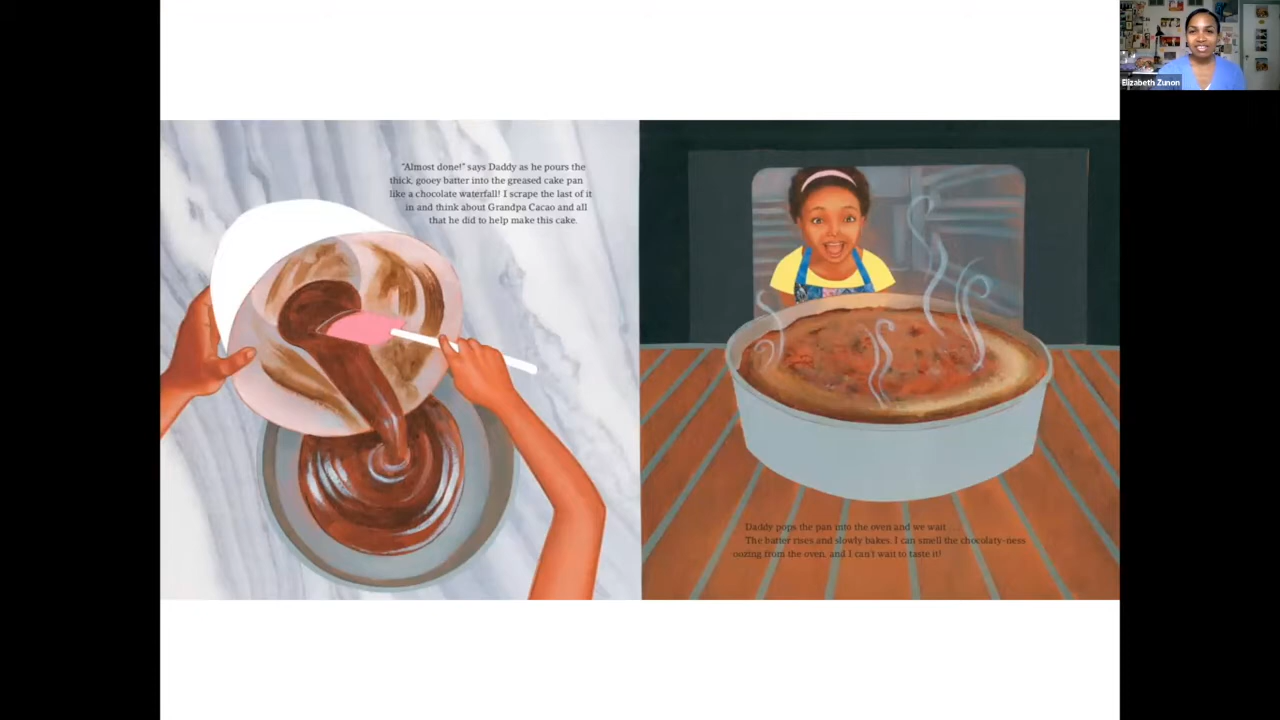 "Almost done!" says Daddy as he pours the
thick, gooey batter into the greased cake pan
like a chocolate waterfall! I scrape the last of it
in and think about Grandpa Cacao and all
that he did to help make this cake.
Daddy pops the pan into the oven and we wait . . .
The batter rises and slowly bakes. I can smell the chocolaty-ness
oozing from the oven, and I can't wait to taste it!
Elizabeth Zunon